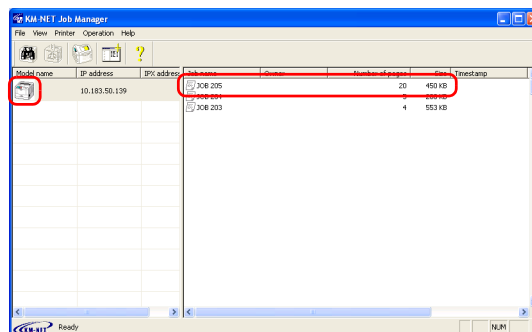 KM-NET Job Manager
File View Printer Operation Help
Model name IP address IPX address Job name Owner Number of pages Size Timestamp
10.183.50.139
JOB 205 20 450 KB
JOB 203 4 553 KB
KM-NET Ready NUM